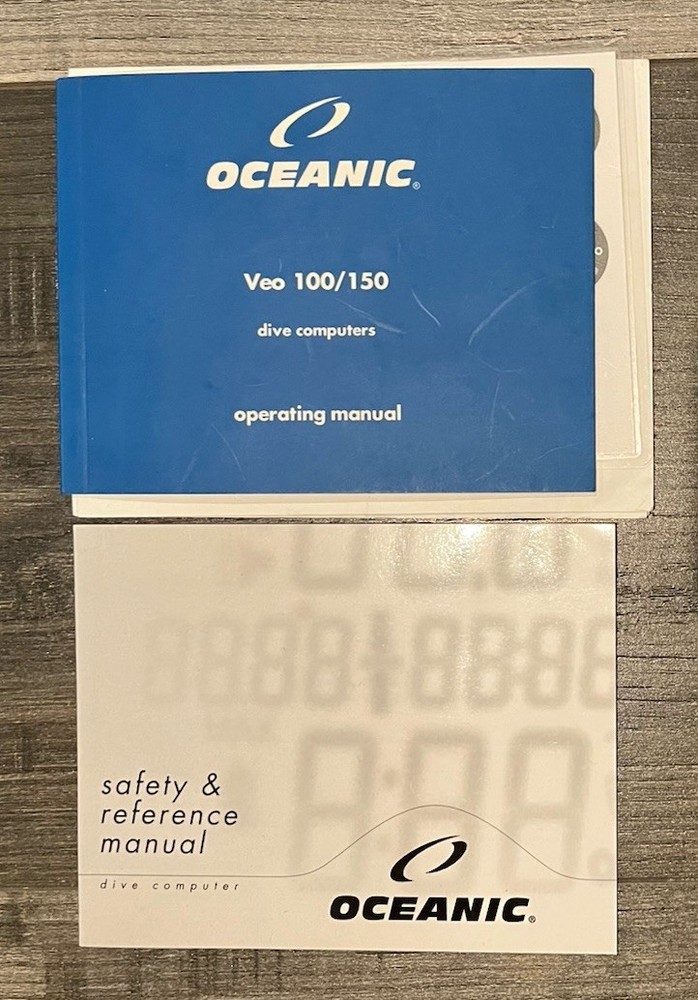 OCEANIC®
Veo 100/150
dive computers
operating manual
safety &
reference
manual
dive computer
OCEANIC®